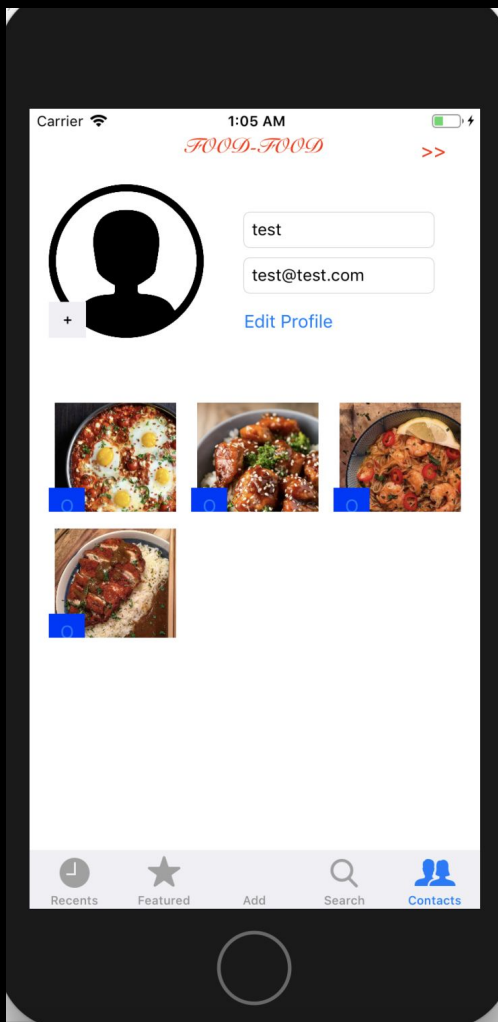 Carrier 1:05 AM
FOOD-FOOD
>>
test
test@test.com
+
Edit Profile
O O O
O
Recents Featured Add Search Contacts